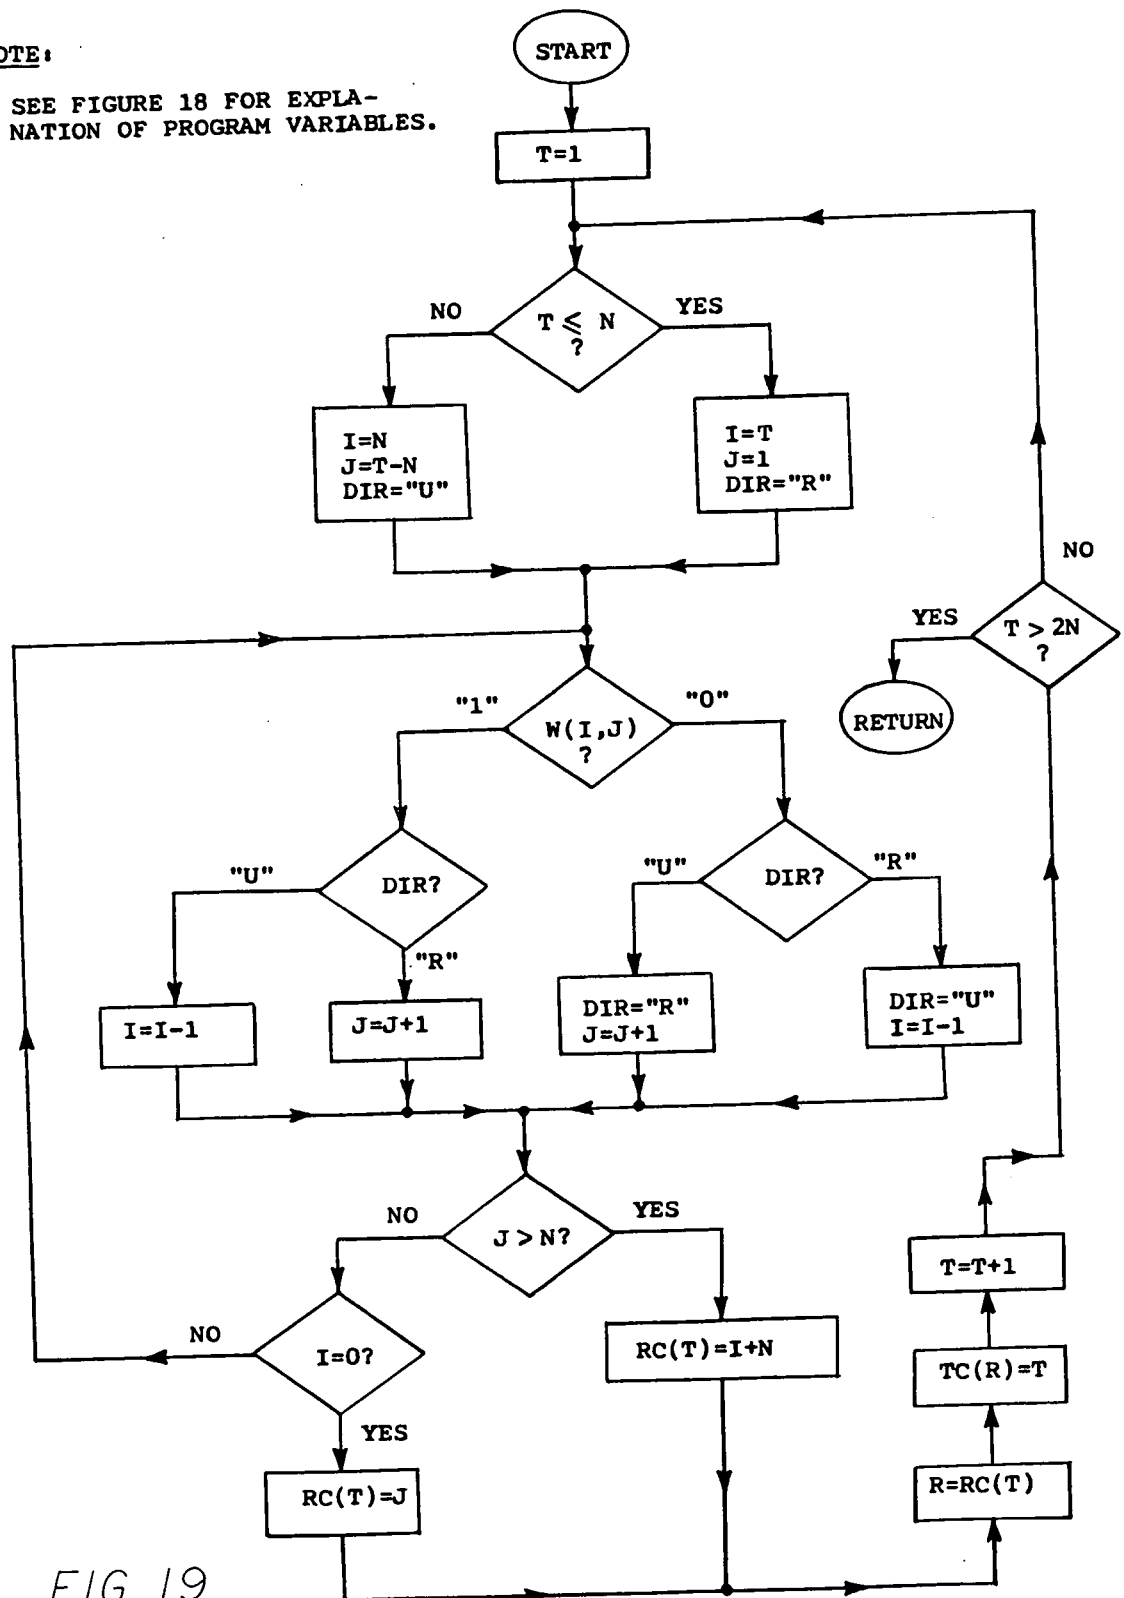 OTE:
SEE FIGURE 18 FOR EXPLA-
NATION OF PROGRAM VARIABLES.
START
T=1
T ≤ N
?
NO
YES
I=N
J=T-N
DIR="U"
I=T
J=1
DIR="R"
NO
T > 2N
?
YES
RETURN
W(I,J)
?
"1"
"0"
DIR?
"U"
"R"
DIR?
"U"
"R"
I=I-1
J=J+1
DIR="R"
J=J+1
DIR="U"
I=I-1
J>N?
NO
YES
I=0?
NO
YES
RC(T)=I+N
RC(T)=J
T=T+1
TC(R)=T
R=RC(T)
FIG 19